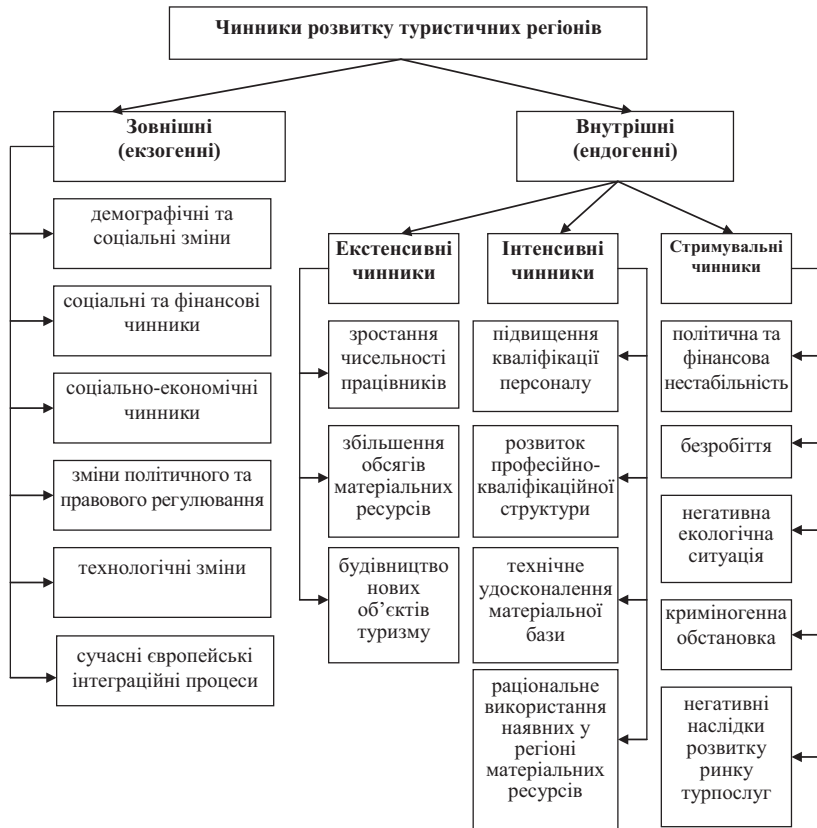 Чинники розвитку туристичних регіонів
Зовнішні
(екзогенні)
демографічні та
соціальні зміни
соціальні та фінансові
чинники
соціально-економічні
чинники
зміни політичного та
правового регулювання
технологічні зміни
сучасні європейські
інтеграційні процеси
Внутрішні
(ендогенні)
Екстенсивні
чинники
зростання
чисельності
працівників
збільшення
обсягів
матеріальних
ресурсів
будівництво
нових
об’єктів
туризму
Інтенсивні
чинники
підвищення
кваліфікації
персоналу
розвиток
професійно-
кваліфікаційної
структури
технічне
удосконалення
матеріальної
бази
раціональне
використання
наявних у
регіоні
матеріальних
ресурсів
Стримувальні
чинники
політична та
фінансова
нестабільність
безробіття
негативна
екологічна
ситуація
криміногенна
обстановка
негативні
наслідки
розвитку
ринку
турпослуг